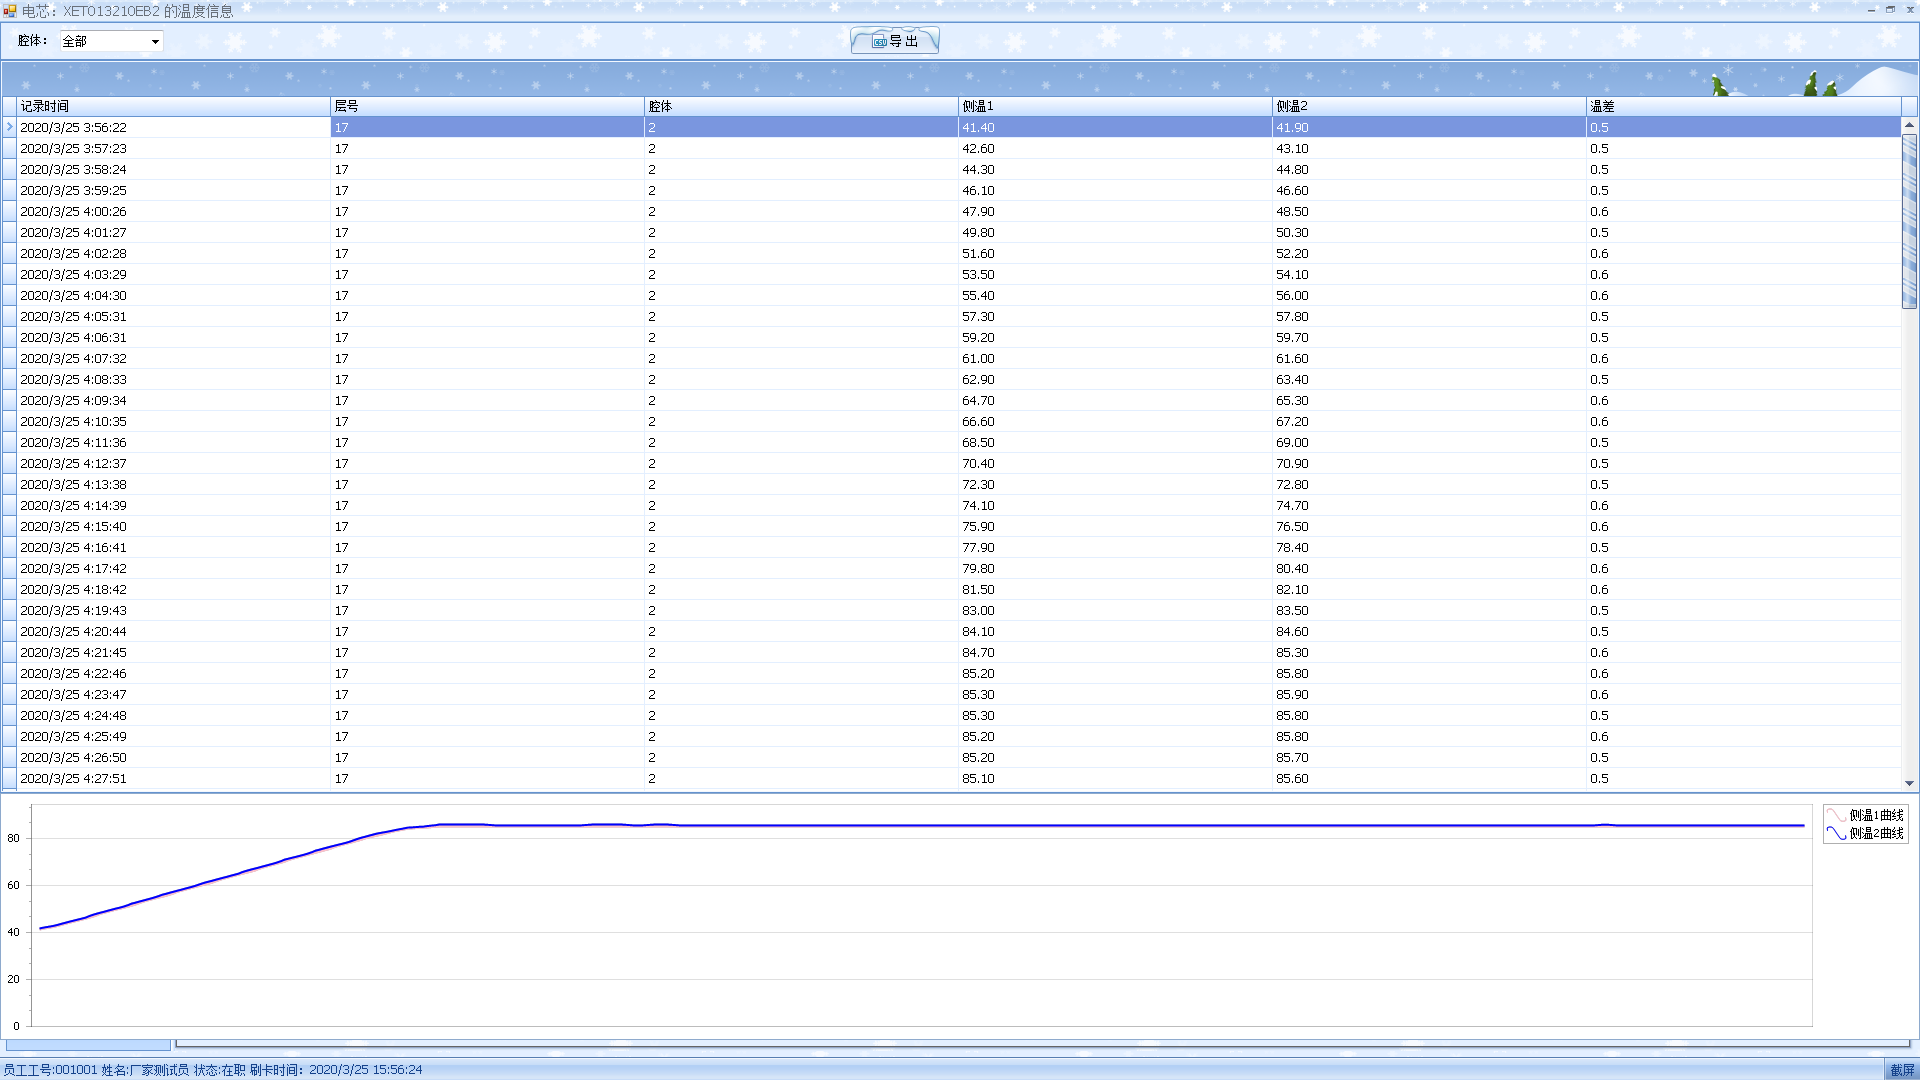 电芯：XETO13210EB2 的温度信息
腔体： 全部 导 出
记录时间 层号 腔体 侧温1 侧温2 温差
2020/3/25 3:56:22 17 2 41.40 41.90 0.5
2020/3/25 3:57:23 17 2 42.60 43.10 0.5
2020/3/25 3:58:24 17 2 44.30 44.80 0.5
2020/3/25 3:59:25 17 2 46.10 46.60 0.5
2020/3/25 4:00:26 17 2 47.90 48.50 0.6
2020/3/25 4:01:27 17 2 49.80 50.30 0.5
2020/3/25 4:02:28 17 2 51.60 52.20 0.6
2020/3/25 4:03:29 17 2 53.50 54.10 0.6
2020/3/25 4:04:30 17 2 55.40 56.00 0.6
2020/3/25 4:05:31 17 2 57.30 57.80 0.5
2020/3/25 4:06:31 17 2 59.20 59.70 0.5
2020/3/25 4:07:32 17 2 61.00 61.60 0.6
2020/3/25 4:08:33 17 2 62.90 63.40 0.5
2020/3/25 4:09:34 17 2 64.70 65.30 0.6
2020/3/25 4:10:35 17 2 66.60 67.20 0.6
2020/3/25 4:11:36 17 2 68.50 69.00 0.5
2020/3/25 4:12:37 17 2 70.40 70.90 0.5
2020/3/25 4:13:38 17 2 72.30 72.80 0.5
2020/3/25 4:14:39 17 2 74.10 74.70 0.6
2020/3/25 4:15:40 17 2 75.90 76.50 0.6
2020/3/25 4:16:41 17 2 77.90 78.40 0.5
2020/3/25 4:17:42 17 2 79.80 80.40 0.6
2020/3/25 4:18:42 17 2 81.50 82.10 0.6
2020/3/25 4:19:43 17 2 83.00 83.50 0.5
2020/3/25 4:20:44 17 2 84.10 84.60 0.5
2020/3/25 4:21:45 17 2 84.70 85.30 0.6
2020/3/25 4:22:46 17 2 85.20 85.80 0.6
2020/3/25 4:23:47 17 2 85.30 85.90 0.6
2020/3/25 4:24:48 17 2 85.30 85.80 0.5
2020/3/25 4:25:49 17 2 85.20 85.80 0.6
2020/3/25 4:26:50 17 2 85.20 85.70 0.5
2020/3/25 4:27:51 17 2 85.10 85.60 0.5
侧温1曲线
侧温2曲线
80
60
40
20
0
员工工号:001001 姓名:厂家测试员 状态:在职 刷卡时间：2020/3/25 15:56:24 截屏